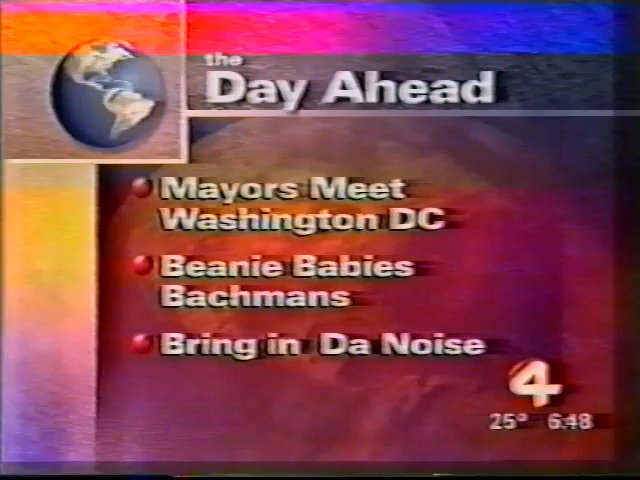 the
Day Ahead
Mayors Meet
Washington DC
Beanie Babies
Bachmans
Bring in Da Noise
4
25° 6:48